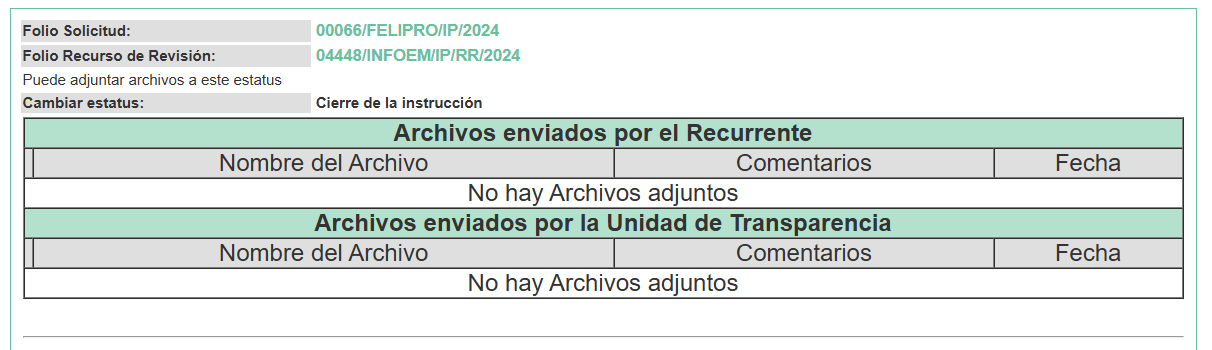 Folio Solicitud: 00066/FELIPRO/IP/2024
Folio Recurso de Revisión: 04448/INFOEM/IP/RR/2024
Puede adjuntar archivos a este estatus
Cambiar estatus: Cierre de la instrucción
Archivos enviados por el Recurrente
Nombre del Archivo Comentarios Fecha
No hay Archivos adjuntos
Archivos enviados por la Unidad de Transparencia
Nombre del Archivo Comentarios Fecha
No hay Archivos adjuntos